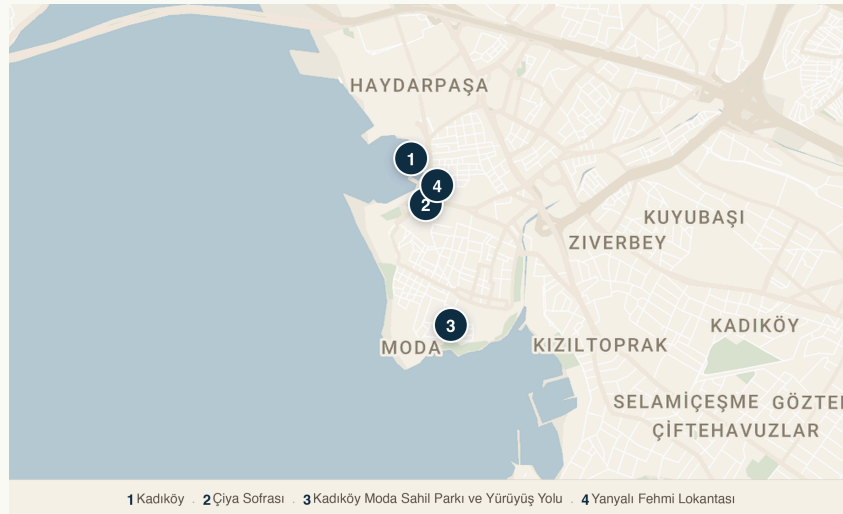 HAYDARPAŞA
1
4
2
KUYUBAŞI
ZIVERBEY
3
KADIKÖY
MODA
KIZILTOPRAK
SELAMİÇEŞME GÖZTE
ÇİFTEHAVUZLAR
1 Kadıköy . 2 Çiya Sofrası . 3 Kadıköy Moda Sahil Parkı ve Yürüyüş Yolu . 4 Yanyalı Fehmi Lokantası